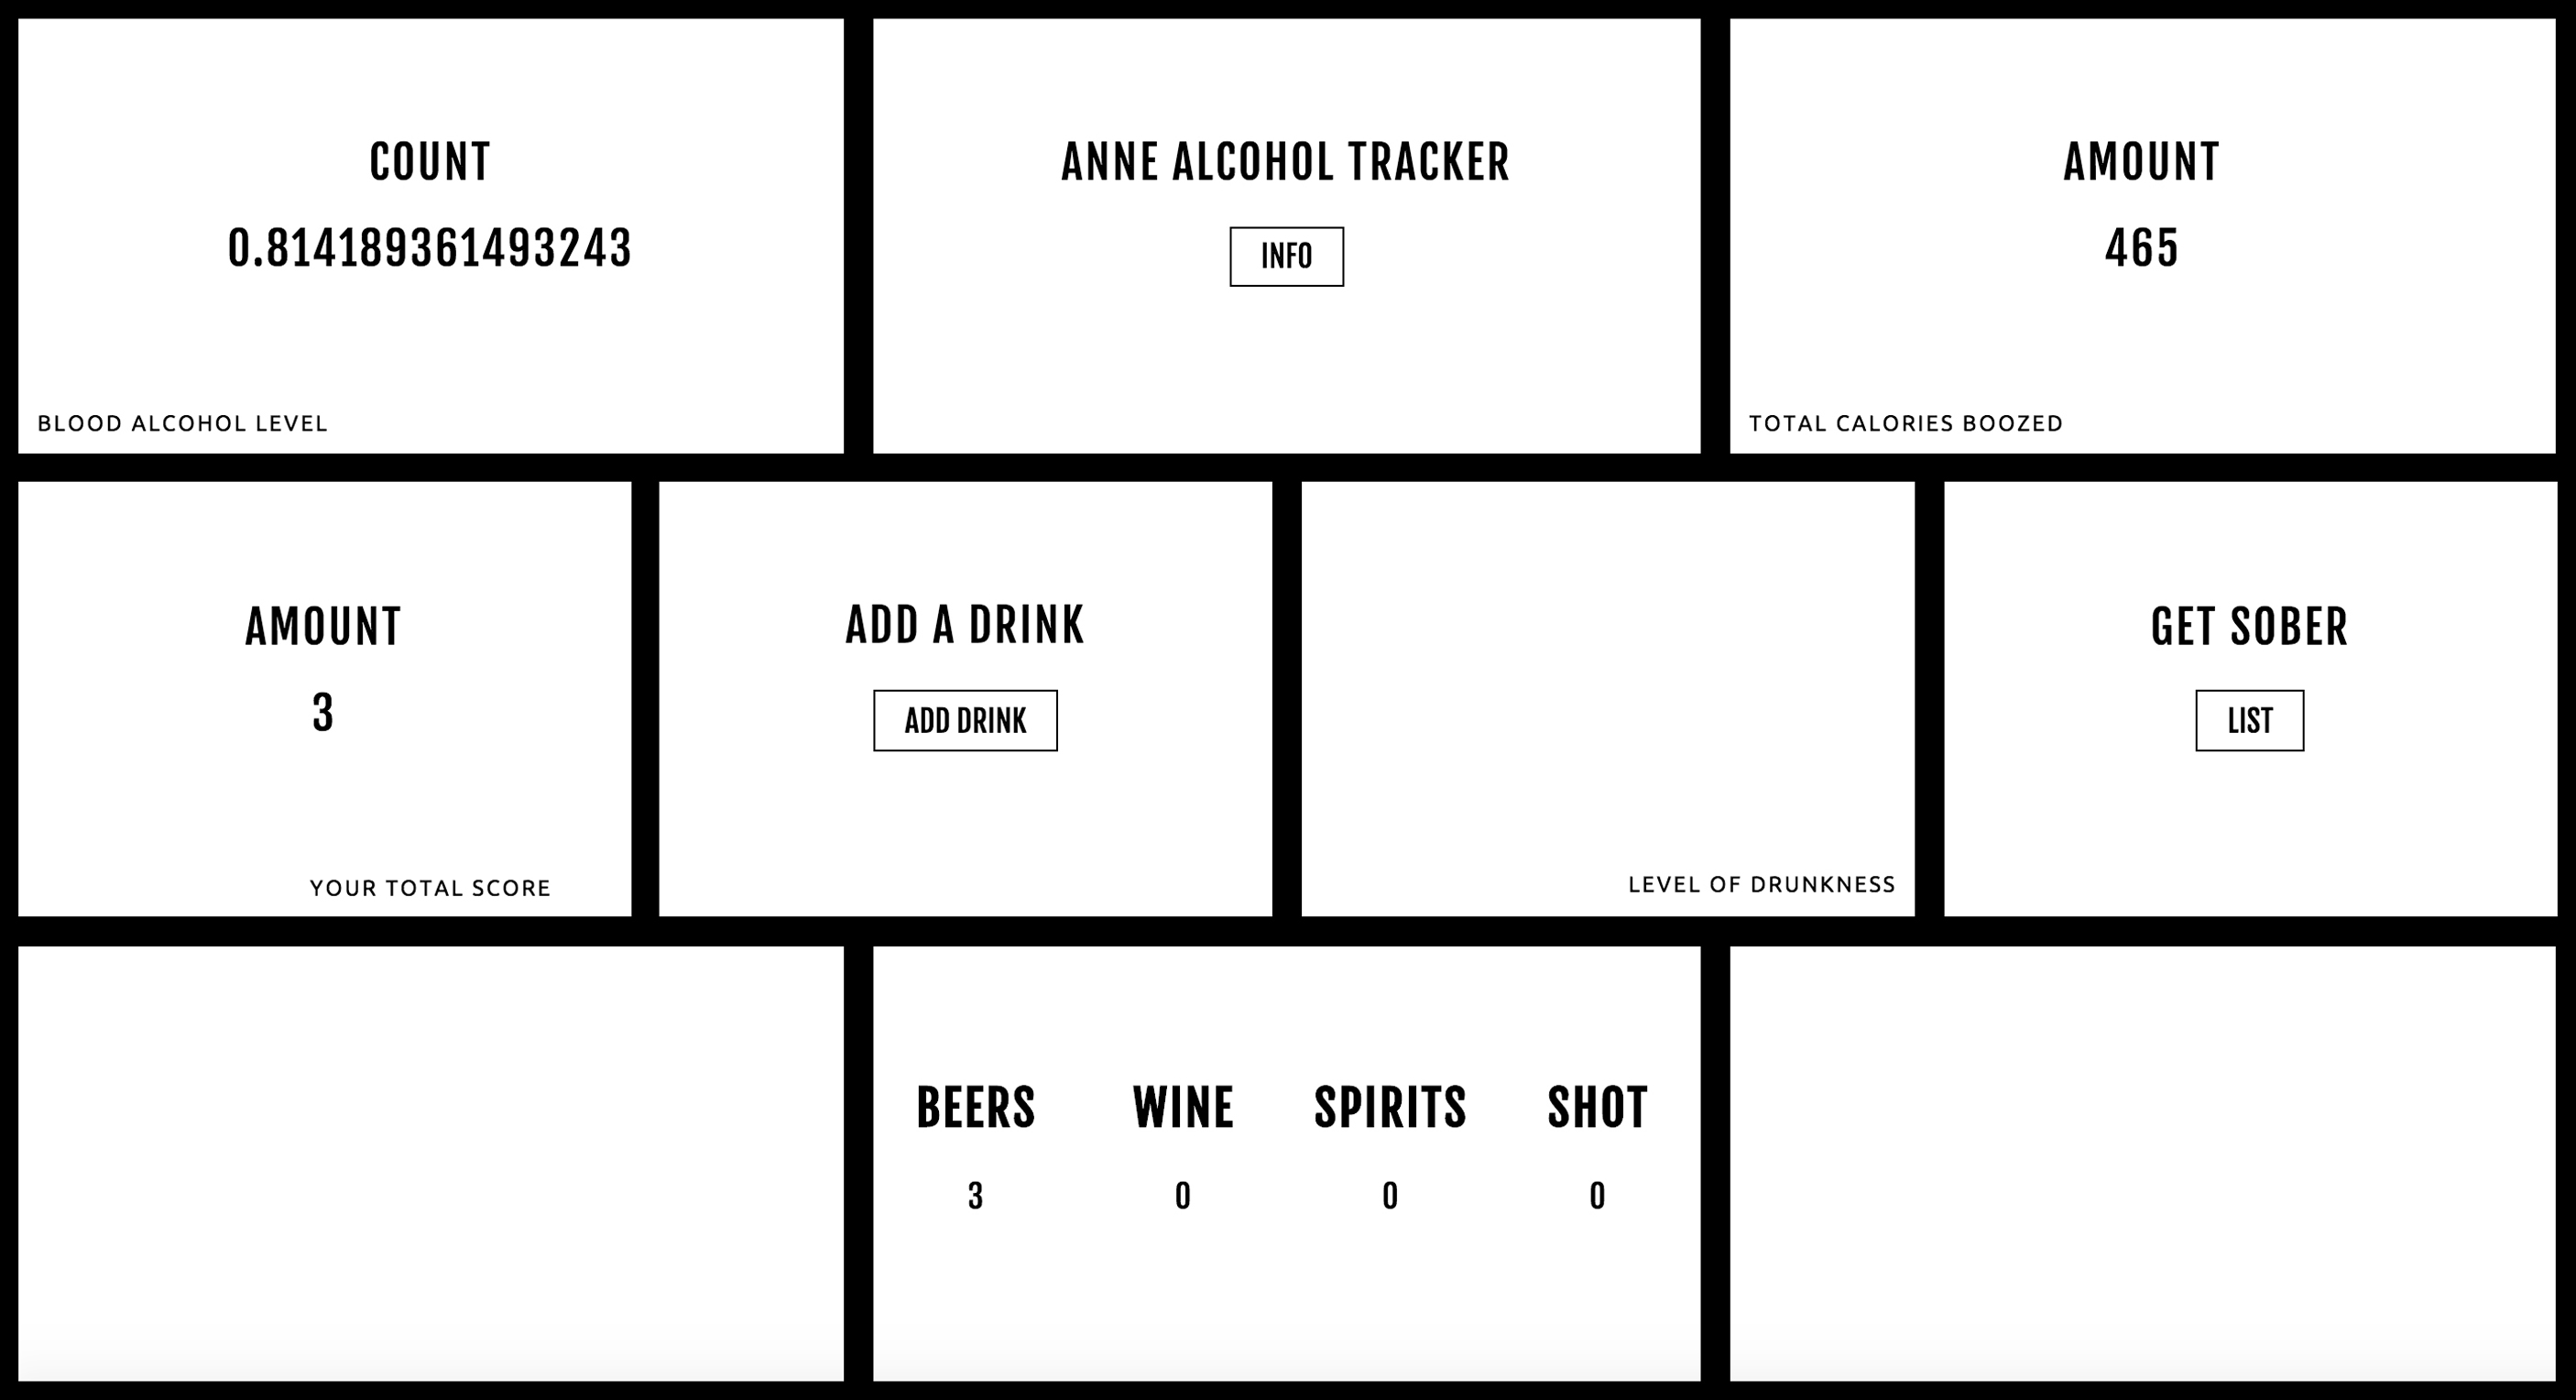 COUNT
0.814189361493243
BLOOD ALCOHOL LEVEL
ANNE ALCOHOL TRACKER
INFO
AMOUNT
465
TOTAL CALORIES BOOZED
AMOUNT
3
YOUR TOTAL SCORE
ADD A DRINK
ADD DRINK
LEVEL OF DRUNKNESS
GET SOBER
LIST
BEERS WINE SPIRITS SHOT
3 0 0 0